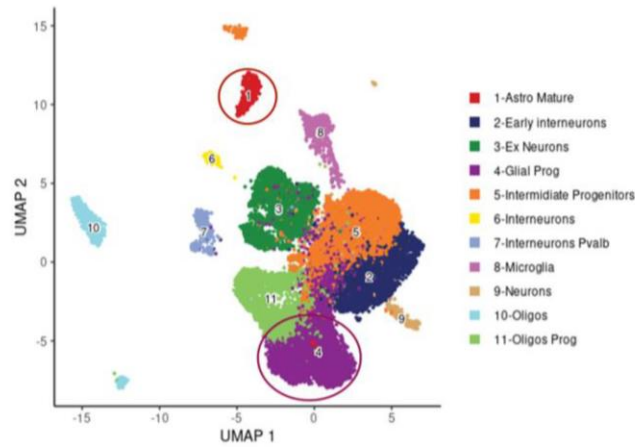 15
10
5
0
-5
-15
-10
-5
0
5
UMAP 2
UMAP 1
1
8
6
3
7
5
10
2
11
9
4
1-Astro Mature
2-Early interneurons
3-Ex Neurons
4-Glial Prog
5-Intermidiate Progenitors
6-Interneurons
7-Interneurons Pvalb
8-Microglia
9-Neurons
10-Oligos
11-Oligos Prog